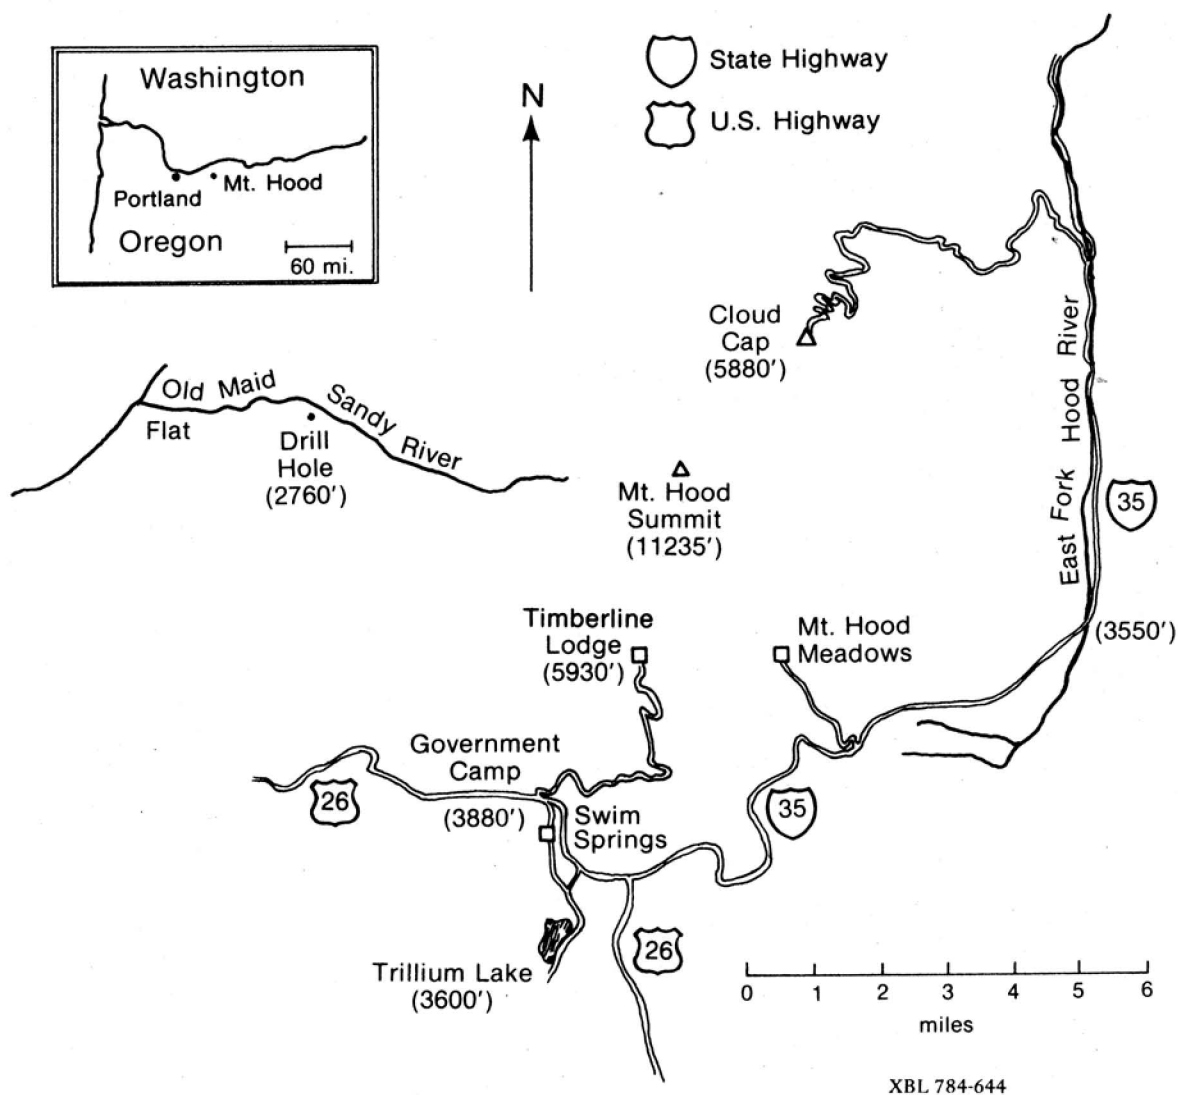 Washington
Portland
Mt. Hood
Oregon
60 mi.
N
State Highway
U.S. Highway
Cloud
Cap
(5880')
Old Maid
Flat
Sandy River
Drill
Hole
(2760')
Mt. Hood
Summit
(11235')
East Fork Hood River
35
(3550')
Timberline
Lodge
(5930')
Mt. Hood
Meadows
Government
Camp
(3880')
26
Swim
Springs
35
Trillium Lake
(3600')
26
0 1 2 3 4 5 6
miles
XBL 784-644